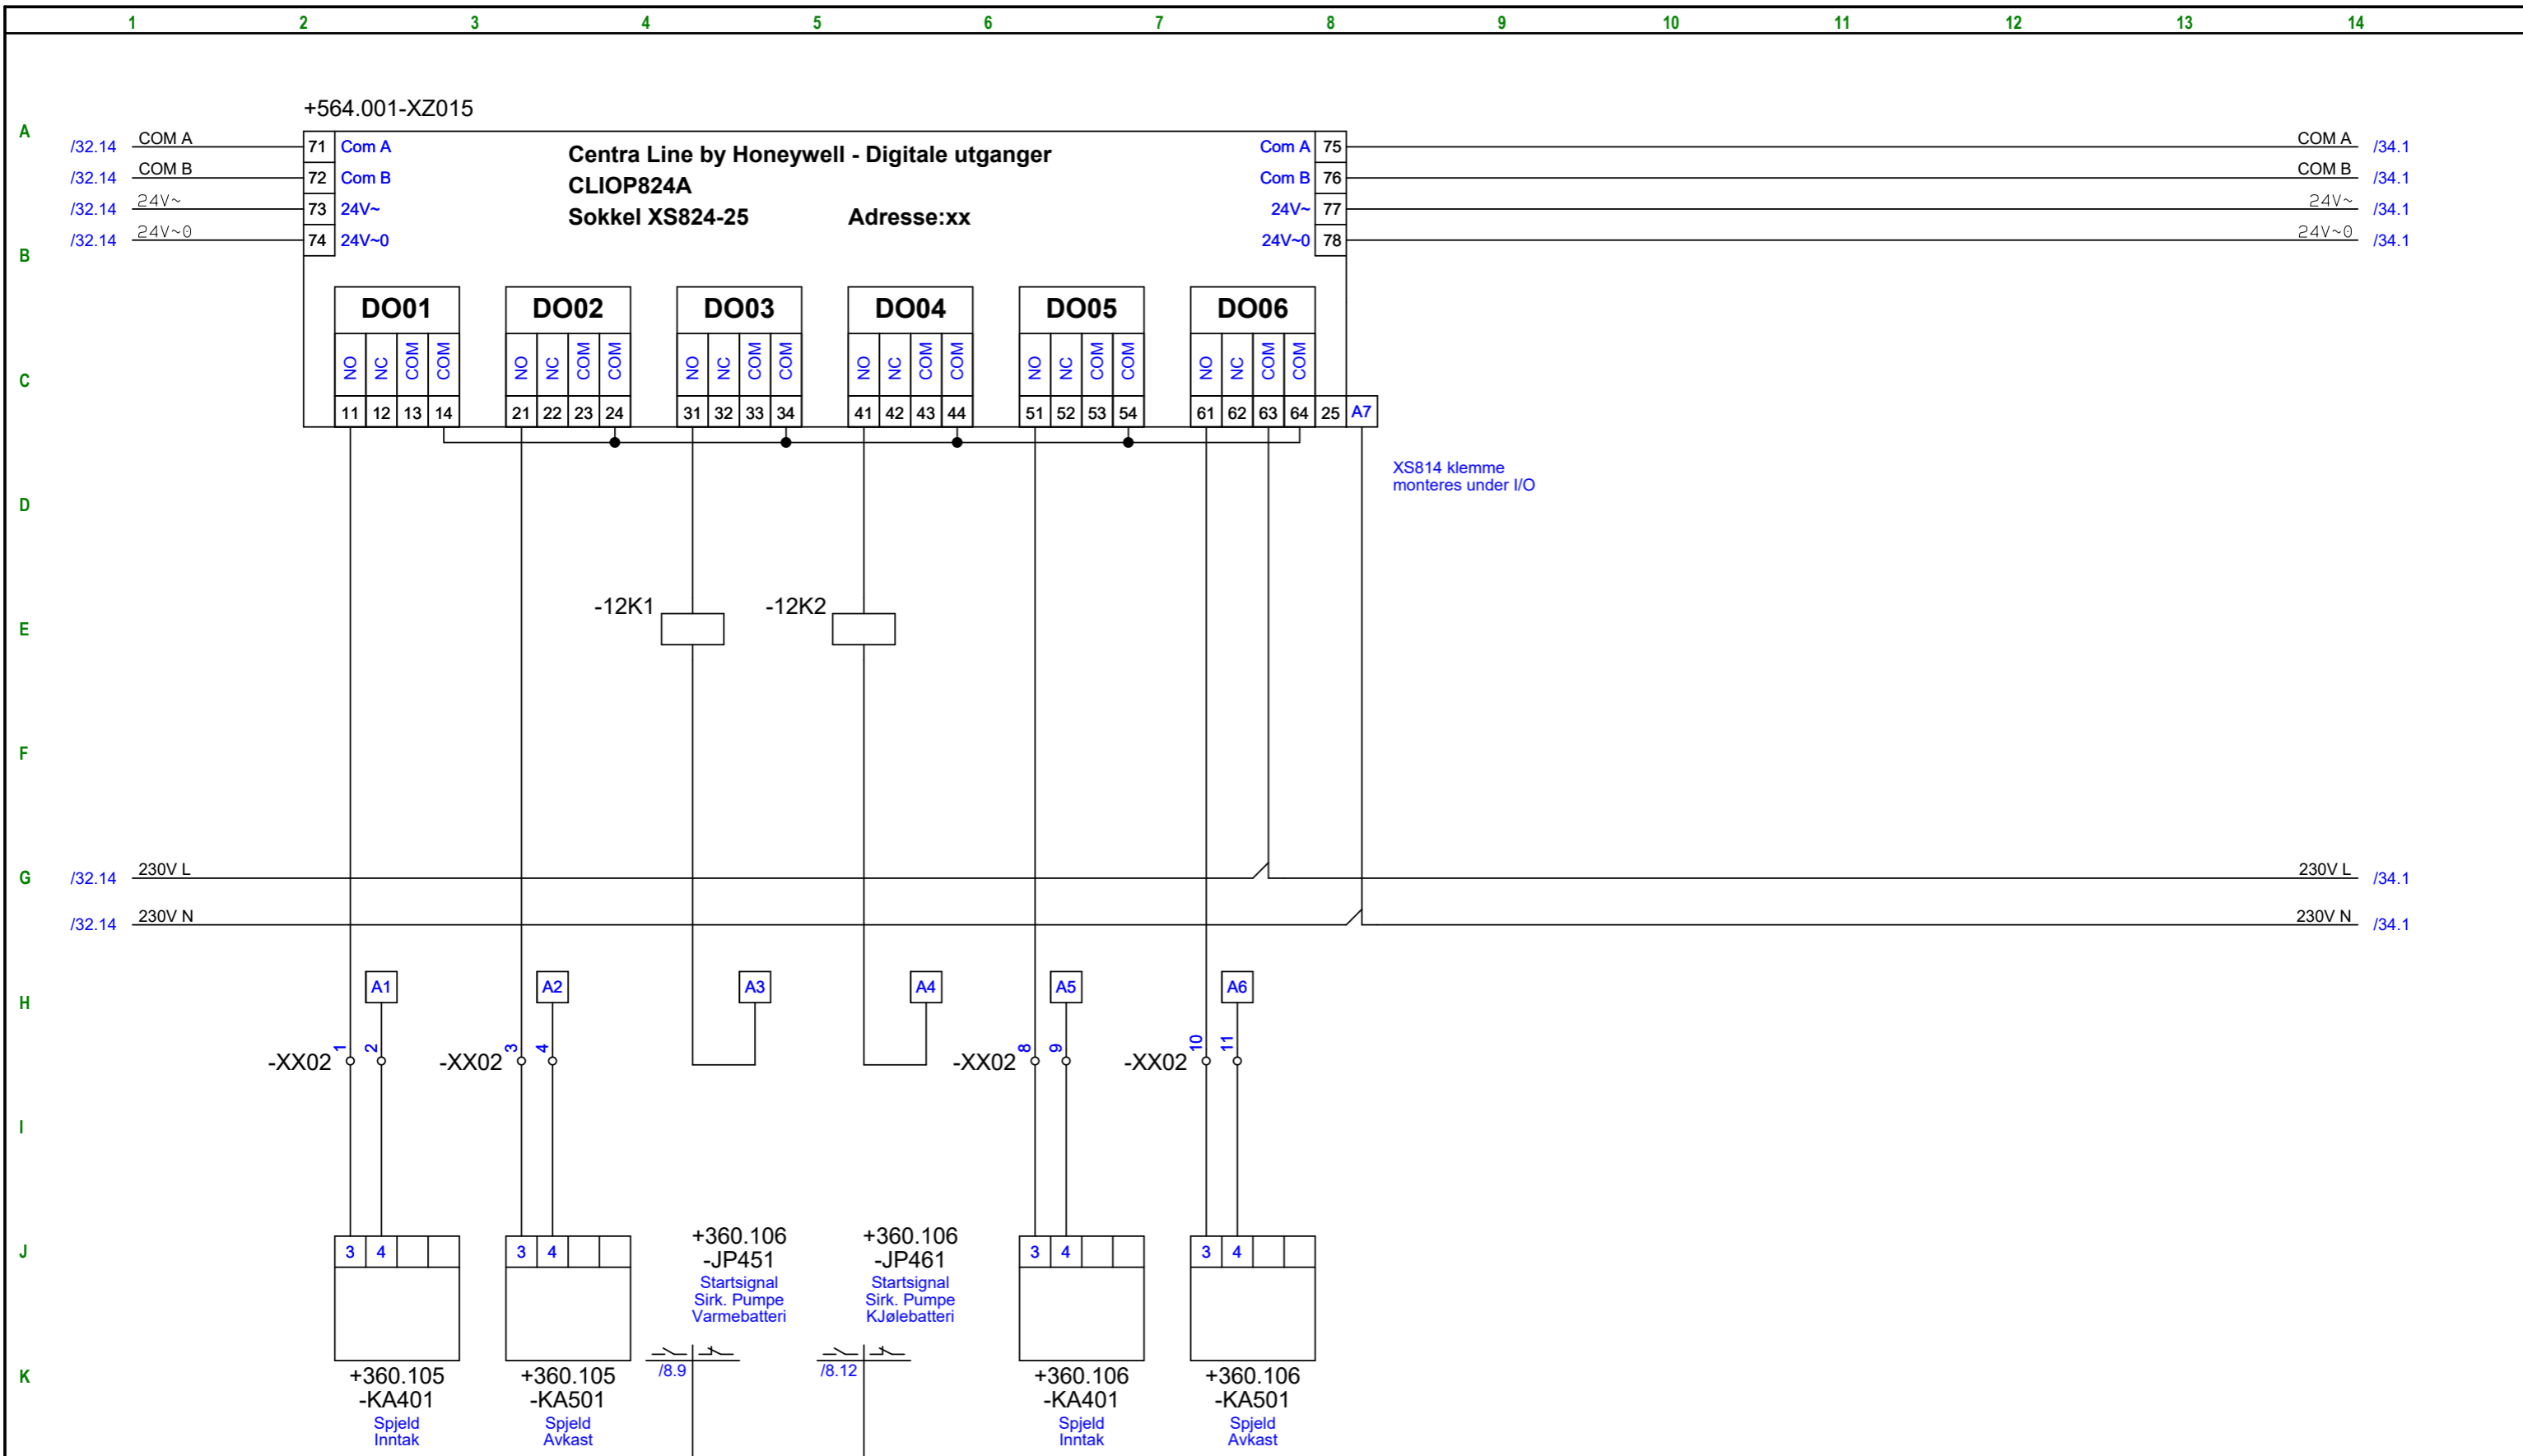 1 2 3 4 5 6 7 8 9 10 11 12 13 14
+564.001-XZ015
A
/32.14 COM A 71 Com A Centra Line by Honeywell - Digitale utganger Com A 75 COM A /34.1
/32.14 COM B 72 Com B CLIOP824A Com B 76 COM B /34.1
/32.14 24V~ 73 24V~ Sokkel XS824-25 Adresse:xx 24V~ 77 24V~ /34.1
/32.14 24V~0 74 24V~0 24V~0 78 24V~0 /34.1
B
DO01 DO02 DO03 DO04 DO05 DO06
NO NC COM COM NO NC COM COM NO NC COM COM NO NC COM COM NO NC COM COM NO NC COM COM
C
11 12 13 14 21 22 23 24 31 32 33 34 41 42 43 44 51 52 53 54 61 62 63 64 25 A7
XS814 klemme
monteres under I/O
D
-12K1 -12K2
E
F
G /32.14 230V L 230V L /34.1
/32.14 230V N 230V N /34.1
H A1 A2 A3 A4 A5 A6
-XX02 1 2 -XX02 3 4 -XX02 8 9 -XX02 10 11
I
J
3 4 3 4 3 4 3 4
+360.106
-JP451
Startsignal
Sirk. Pumpe
Varmebatteri
/8.9
+360.106
-JP461
Startsignal
Sirk. Pumpe
KJølebatteri
/8.12
K
+360.105
-KA401
Spjeld
Inntak
+360.105
-KA501
Spjeld
Avkast
+360.106
-KA401
Spjeld
Inntak
+360.106
-KA501
Spjeld
Avkast